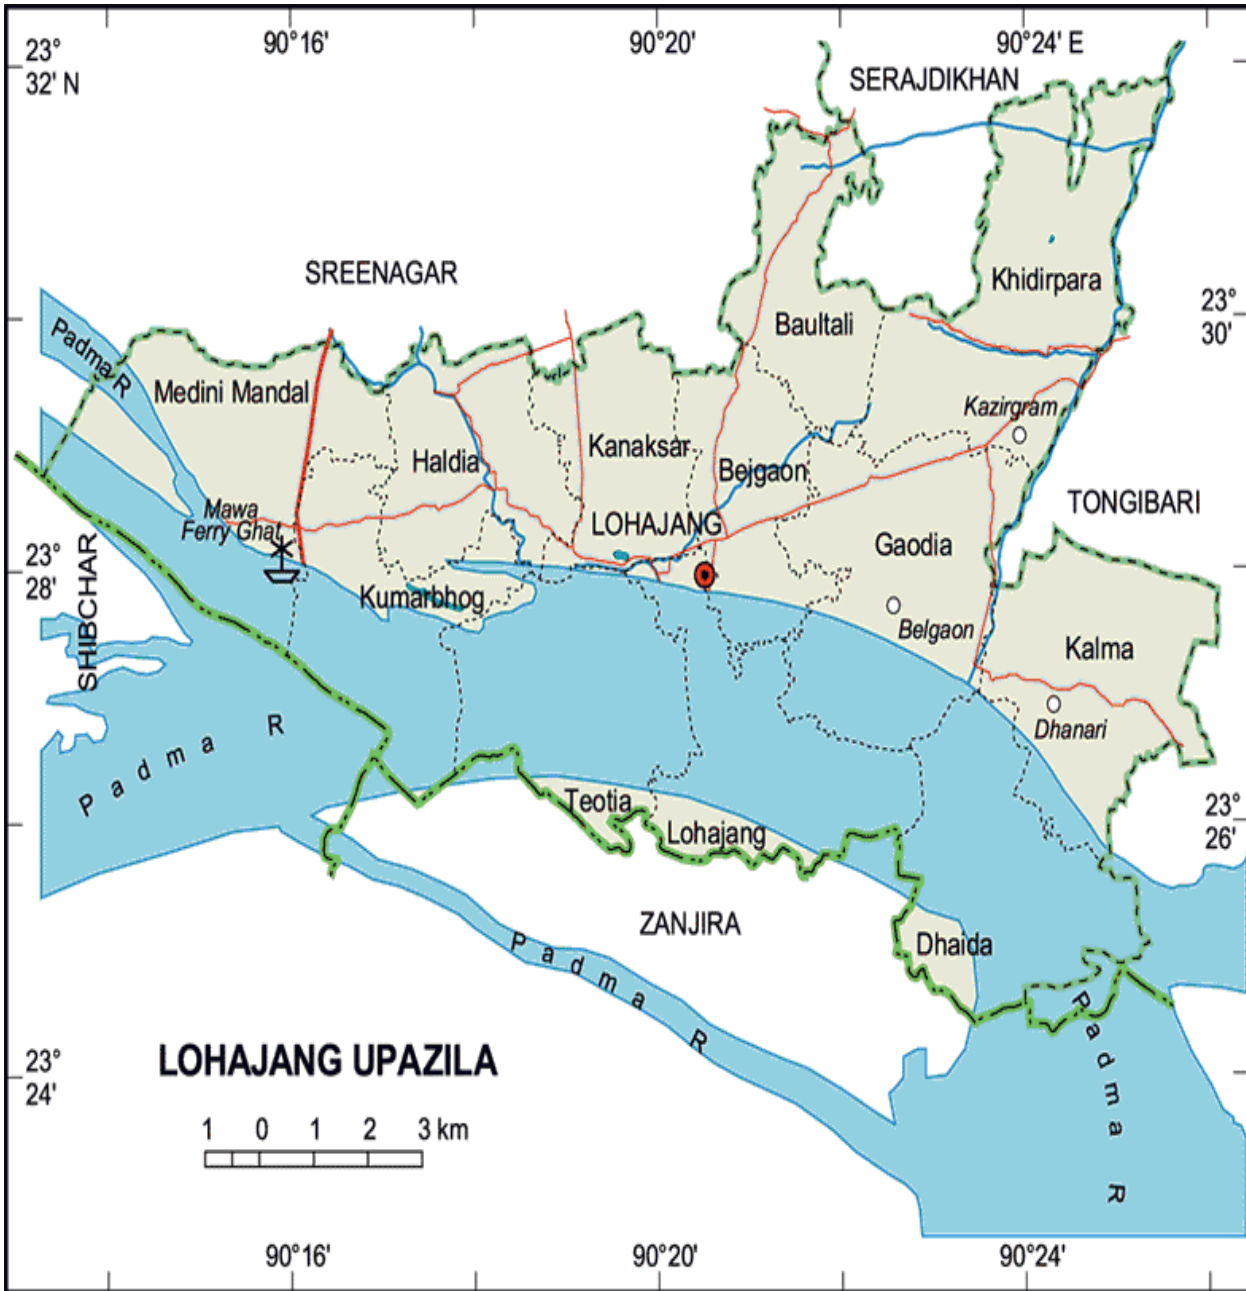 90°16'
90°20'
90°24' E
23°
32' N
SERAJDIKHAN
SREENAGAR
Khidirpara
23°
30'
Baultali
Padma R
Medini Mandal
Kazirgram
Haldia
Kanaksar
Bejgaon
TONGIBARI
Mawa
Ferry Ghat
LOHAJANG
Gaodia
23°
28'
SHIBCHAR
Kumarbhog
Belgaon
Kalma
Dhanari
Padma R
Teotia
Lohajang
23°
26'
ZANJIRA
Dhaida
Padma R
Padma R
LOHAJANG UPAZILA
23°
24'
1 0 1 2 3 km
90°16'
90°20'
90°24'